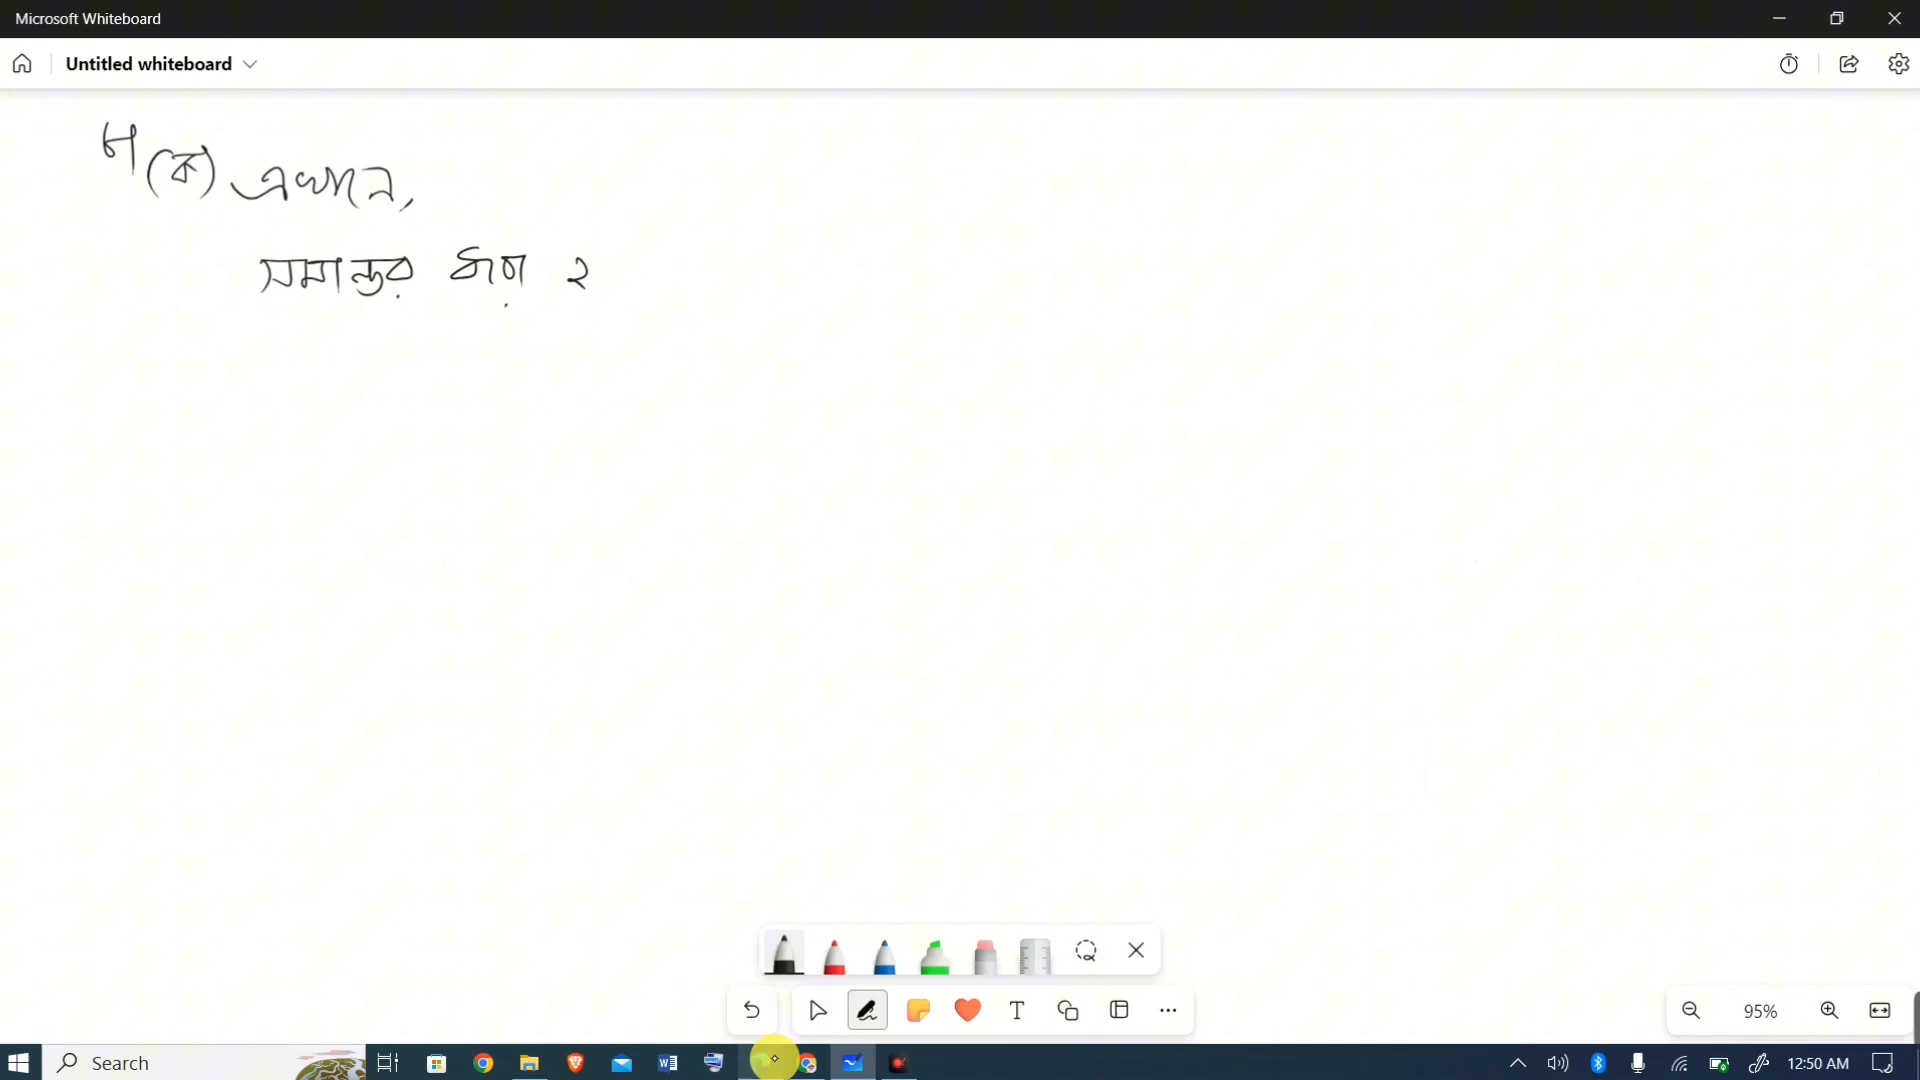 Microsoft Whiteboard
Untitled whiteboard
(ক) এখানে,
সমান্তর ধারা ২
95%
Search
12:50 AM